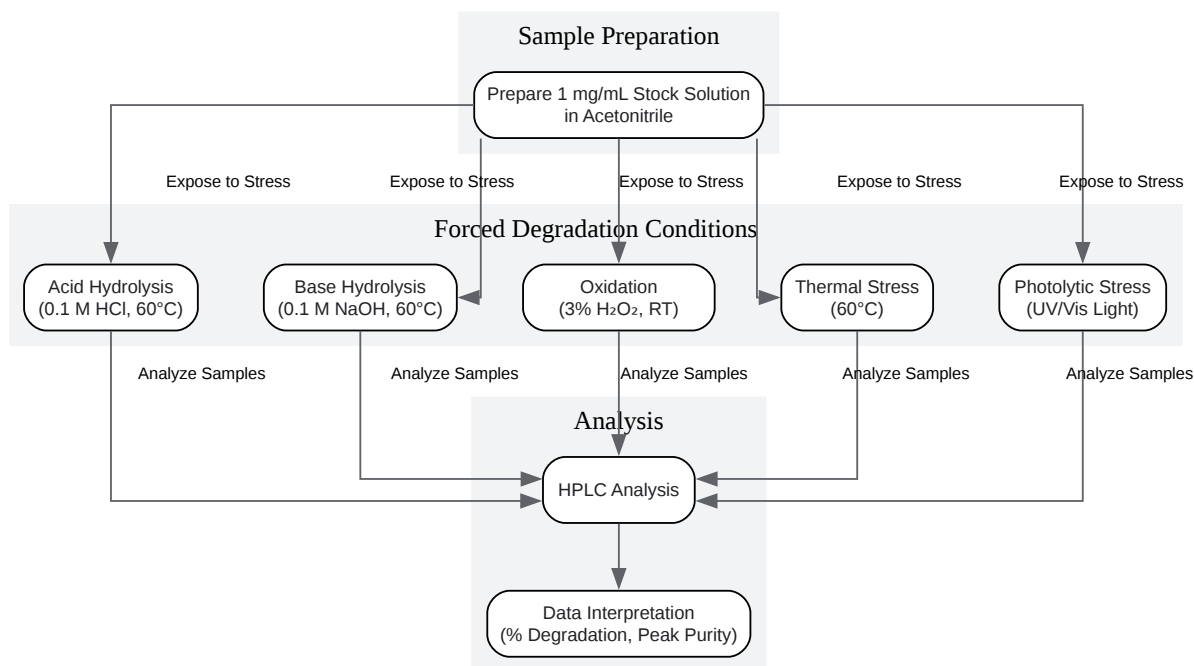 Sample Preparation
Prepare 1 mg/mL Stock Solution
in Acetonitrile
Expose to Stress
Expose to Stress
Expose to Stress
Expose to Stress
Expose to Stress
Forced Degradation Conditions
Acid Hydrolysis
(0.1 M HCl, 60°C)
Base Hydrolysis
(0.1 M NaOH, 60°C)
Oxidation
(3% H₂O₂, RT)
Thermal Stress
(60°C)
Photolytic Stress
(UV/Vis Light)
Analyze Samples
Analyze Samples
Analyze Samples
Analyze Samples
Analyze Samples
Analysis
HPLC Analysis
Data Interpretation
(% Degradation, Peak Purity)